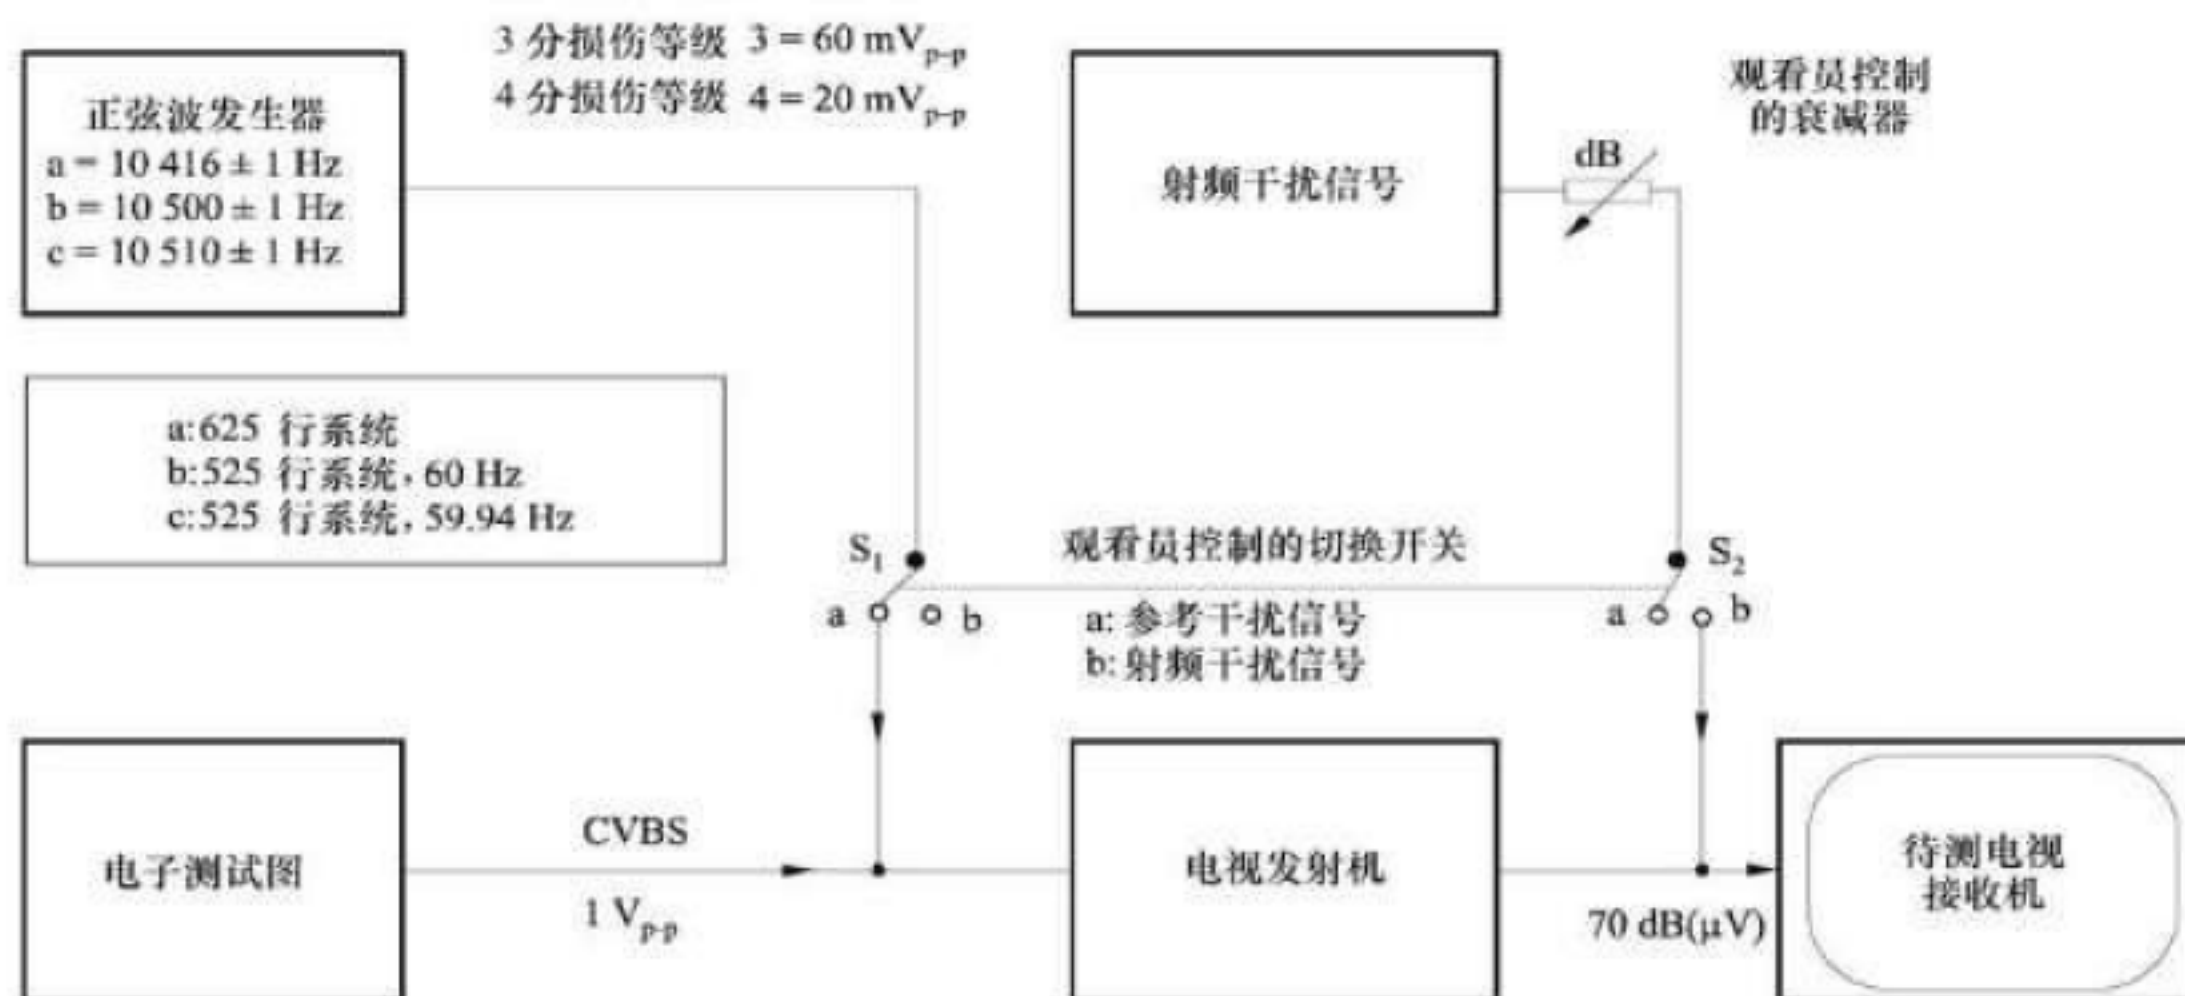 3 分损伤等级 3 = 60 mVp-p
4 分损伤等级 4 = 20 mVp-p
正弦波发生器
a = 10 416 ± 1 Hz
b = 10 500 ± 1 Hz
c = 10 510 ± 1 Hz
射频干扰信号
dB
观看员控制
的衰减器
a:625 行系统
b:525 行系统, 60 Hz
c:525 行系统, 59.94 Hz
S1
观看员控制的切换开关
S2
a
b
a: 参考干扰信号
b: 射频干扰信号
a
b
电子测试图
CVBS
1 Vp-p
电视发射机
70 dB(μV)
待测电视
接收机